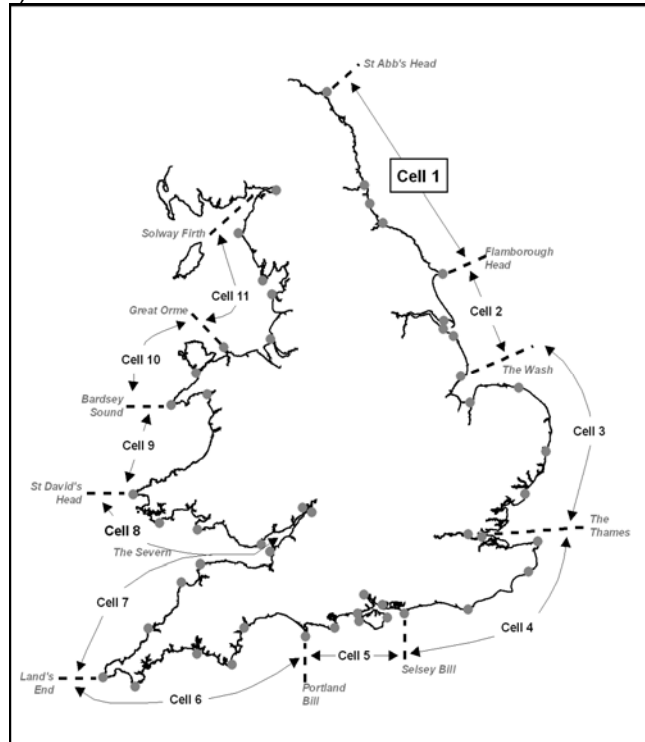 St Abb's Head
Cell 1
Solway Firth
Flamborough
Head
Cell 11
Great Orme
Cell 2
Cell 10
The Wash
Bardsey
Sound
Cell 3
Cell 9
St David's
Head
Cell 8
The
Thames
The Severn
Cell 7
Cell 4
Cell 5
Selsey Bill
Land's
End
Cell 6
Portland
Bill